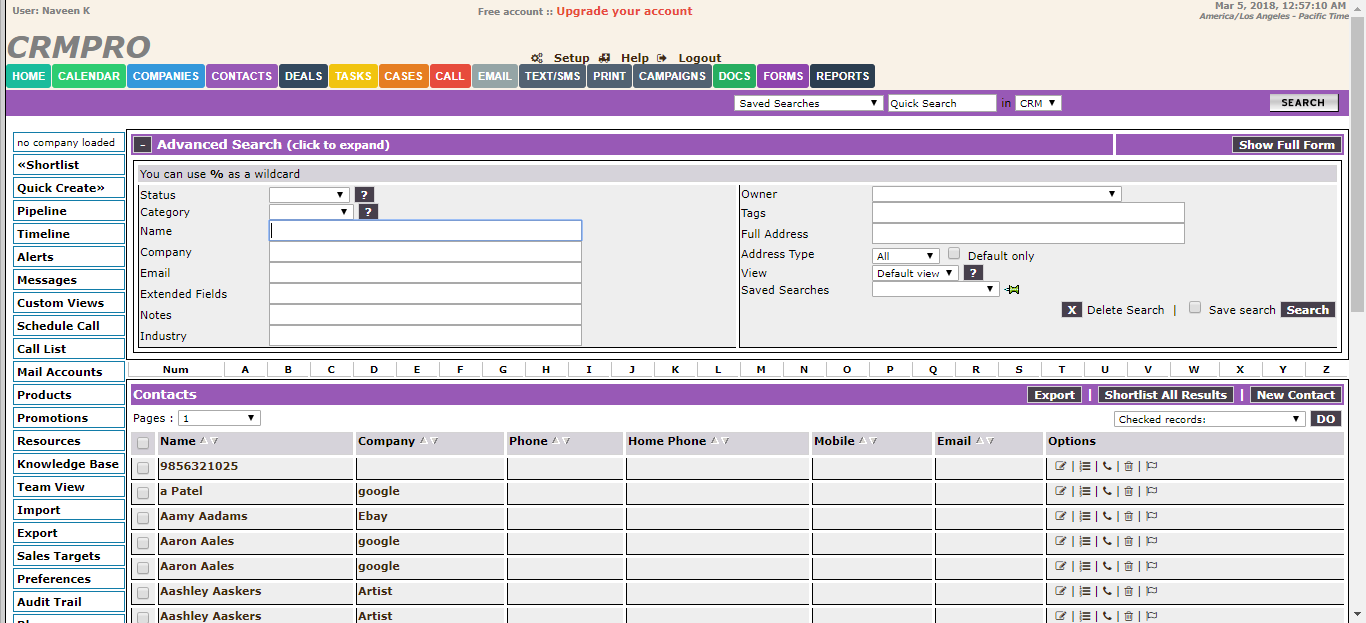 User: Naveen K
Free account :: Upgrade your account
Mar 5, 2018, 12:57:10 AM
America/Los Angeles - Pacific Time
CRMPRO
Setup Help Logout
HOME CALENDAR COMPANIES CONTACTS DEALS TASKS CASES CALL EMAIL TEXT/SMS PRINT CAMPAIGNS DOCS FORMS REPORTS
Saved Searches Quick Search in CRM SEARCH
no company loaded
«Shortlist
Quick Create»
Pipeline
Timeline
Alerts
Messages
Custom Views
Schedule Call
Call List
Mail Accounts
Products
Promotions
Resources
Knowledge Base
Team View
Import
Export
Sales Targets
Preferences
Audit Trail
- Advanced Search (click to expand) Show Full Form
You can use % as a wildcard
Status ?
Category ?
Name
Company
Email
Extended Fields
Notes
Industry
Owner
Tags
Full Address
Address Type All Default only
View Default view ?
Saved Searches
X Delete Search | Save search Search
Num A B C D E F G H I J K L M N O P Q R S T U V W X Y Z
Contacts Export | Shortlist All Results | New Contact
Pages : 1 Checked records: DO
Name Company Phone Home Phone Mobile Email Options
9856321025 | | | |
a Patel google | | | |
Aamy Aadams Ebay | | | |
Aaron Aales google | | | |
Aaron Aales google | | | |
Aashley Aaskers Artist | | | |
Aashley Aaskers Artist | | | |